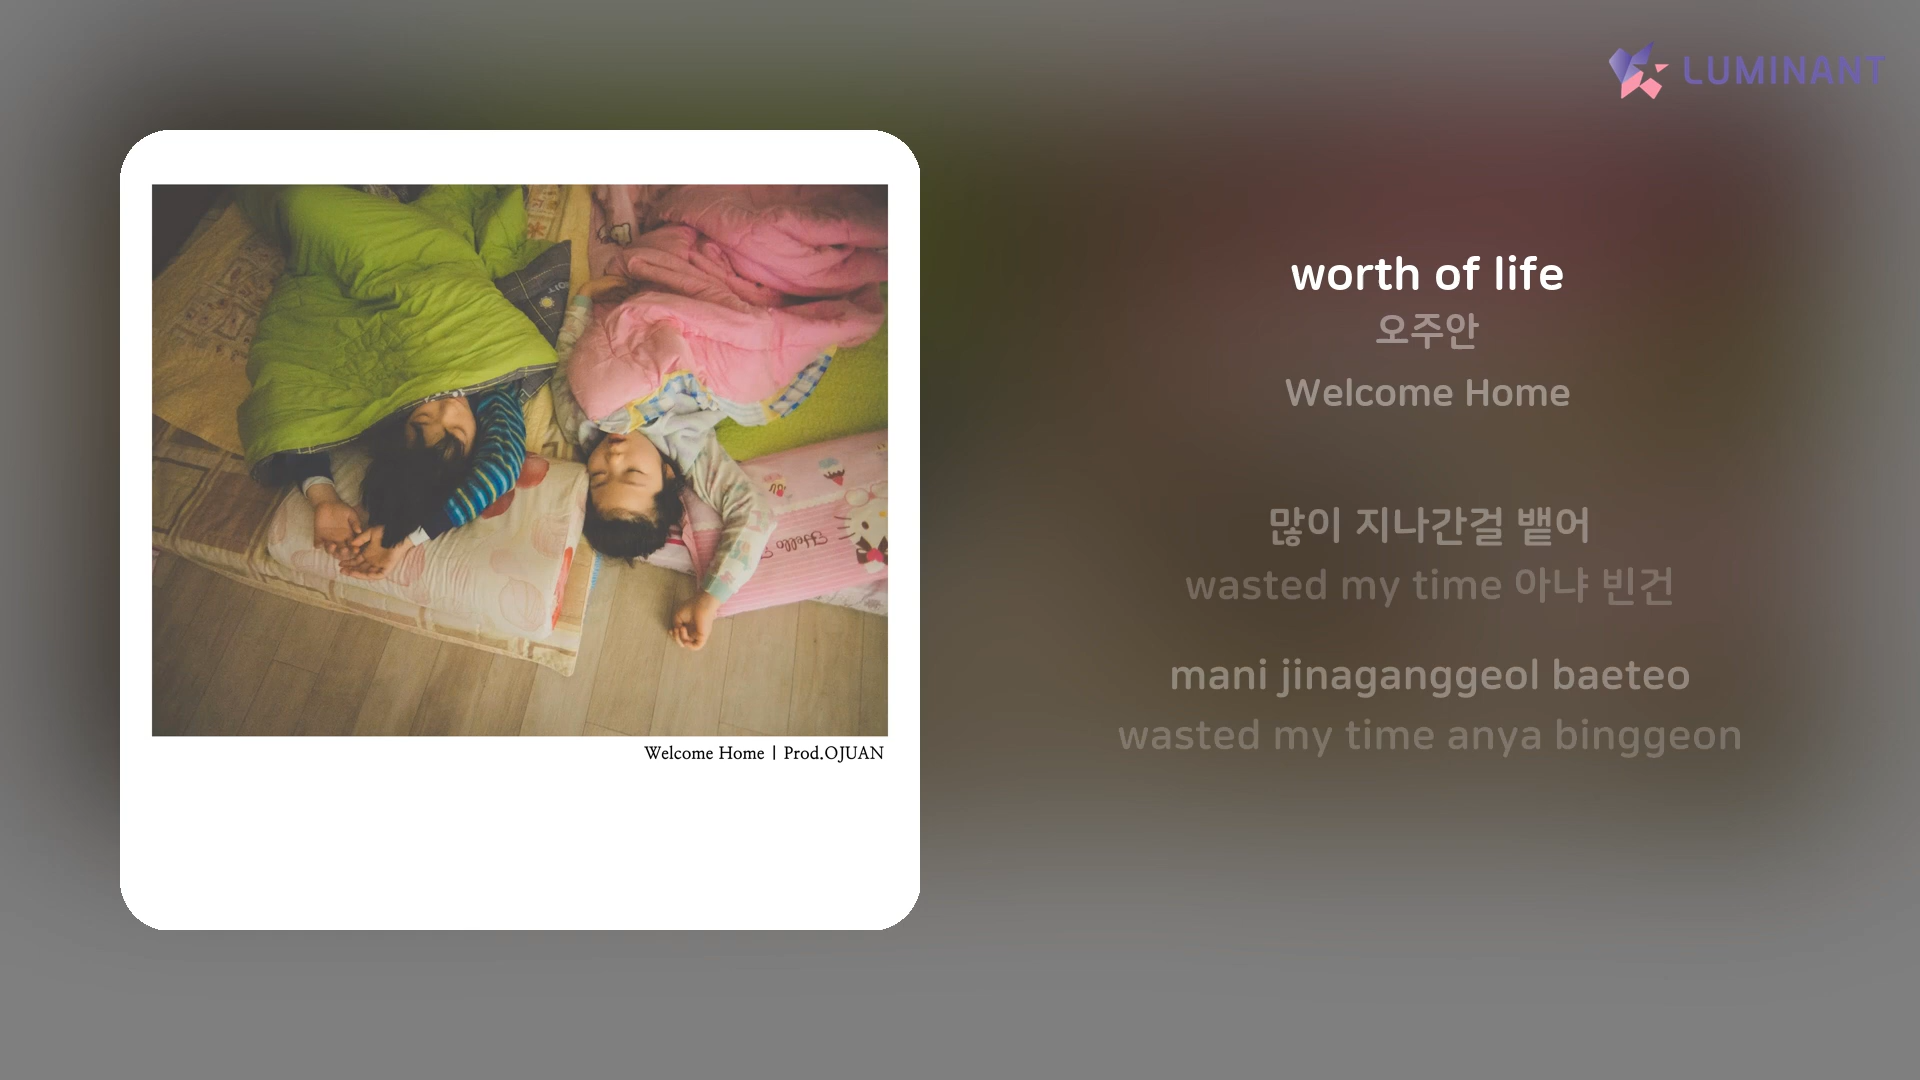 LUMINANT
worth of life
오주안
Welcome Home
많이 지나간걸 뱉어
wasted my time 아냐 빈건
mani jinaganggeol baeteo
wasted my time anya binggeon
Hello
Welcome Home | Prod.OJUAN